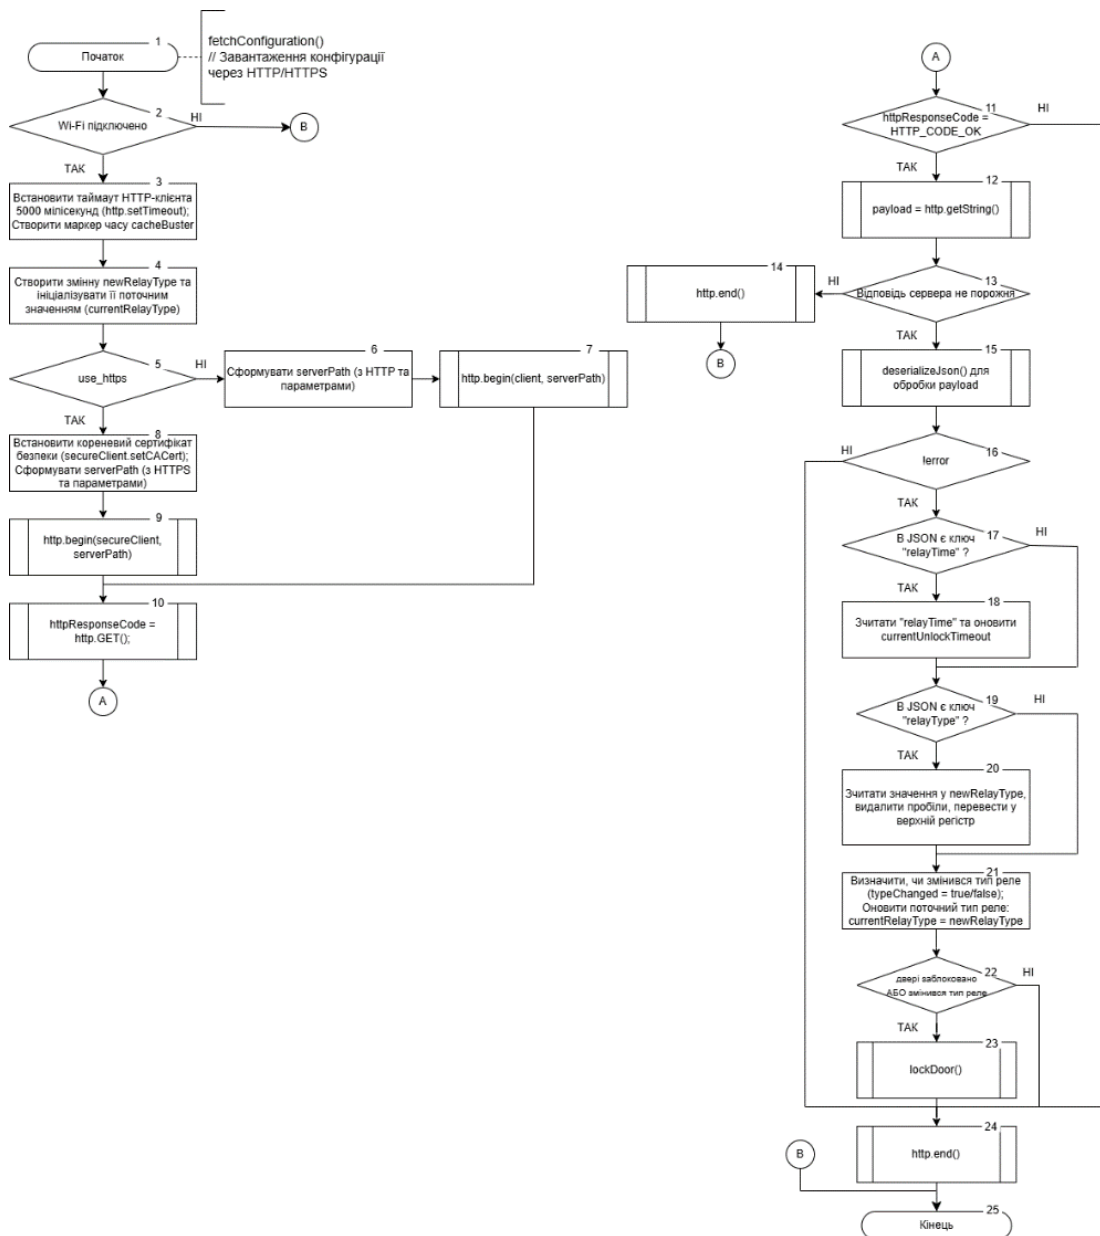 1
Початок
fetchConfiguration()
// Завантаження конфігурації
через HTTP/HTTPS
2
Wi-Fi підключено
НІ
B
ТАК
3
Встановити таймаут HTTP-клієнта
5000 мілісекунд (http.setTimeout);
Створити маркер часу cacheBuster
4
Створити змінну newRelayType та
ініціалізувати її поточним
значенням (currentRelayType)
5
use_https
НІ
6
Сформувати serverPath (з HTTP та
параметрами)
7
http.begin(client, serverPath)
ТАК
8
Встановити кореневий сертифікат
безпеки (secureClient.setCACert);
Сформувати serverPath (з HTTPS
та параметрами)
9
http.begin(secureClient,
serverPath)
10
httpResponseCode =
http.GET();
A
A
11
httpResponseCode =
HTTP_CODE_OK
НІ
ТАК
12
payload = http.getString()
13
Відповідь сервера не порожня
НІ
14
http.end()
B
ТАК
15
deserializeJson() для
обробки payload
16
!error
НІ
ТАК
17
В JSON є ключ
"relayTime" ?
НІ
ТАК
18
Зчитати "relayTime" та оновити
currentUnlockTimeout
19
В JSON є ключ
"relayType" ?
НІ
ТАК
20
Зчитати значення у newRelayType,
видалити пробіли, перевести у
верхній регістр
21
Визначити, чи змінився тип реле
(typeChanged = true/false);
Оновити поточний тип реле:
currentRelayType = newRelayType
22
двері заблоковано
АБО змінився тип реле
НІ
ТАК
23
lockDoor()
24
http.end()
B
25
Кінець